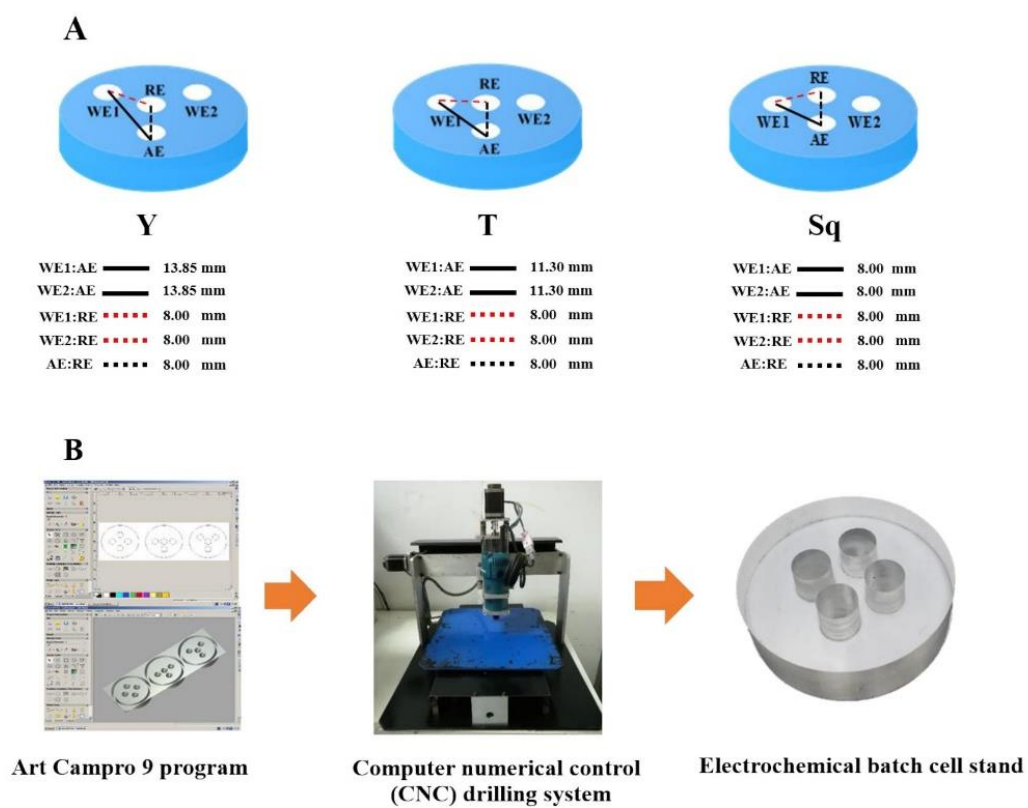 A
RE
WE1
WE2
AE
RE
WE1
WE2
AE
RE
WE1
WE2
AE
Y
T
Sq
WE1:AE 13.85 mm
WE2:AE 13.85 mm
WE1:RE 8.00 mm
WE2:RE 8.00 mm
AE:RE 8.00 mm
WE1:AE 11.30 mm
WE2:AE 11.30 mm
WE1:RE 8.00 mm
WE2:RE 8.00 mm
AE:RE 8.00 mm
WE1:AE 8.00 mm
WE2:AE 8.00 mm
WE1:RE 8.00 mm
WE2:RE 8.00 mm
AE:RE 8.00 mm
B
Art Campro 9 program
Computer numerical control
(CNC) drilling system
Electrochemical batch cell stand